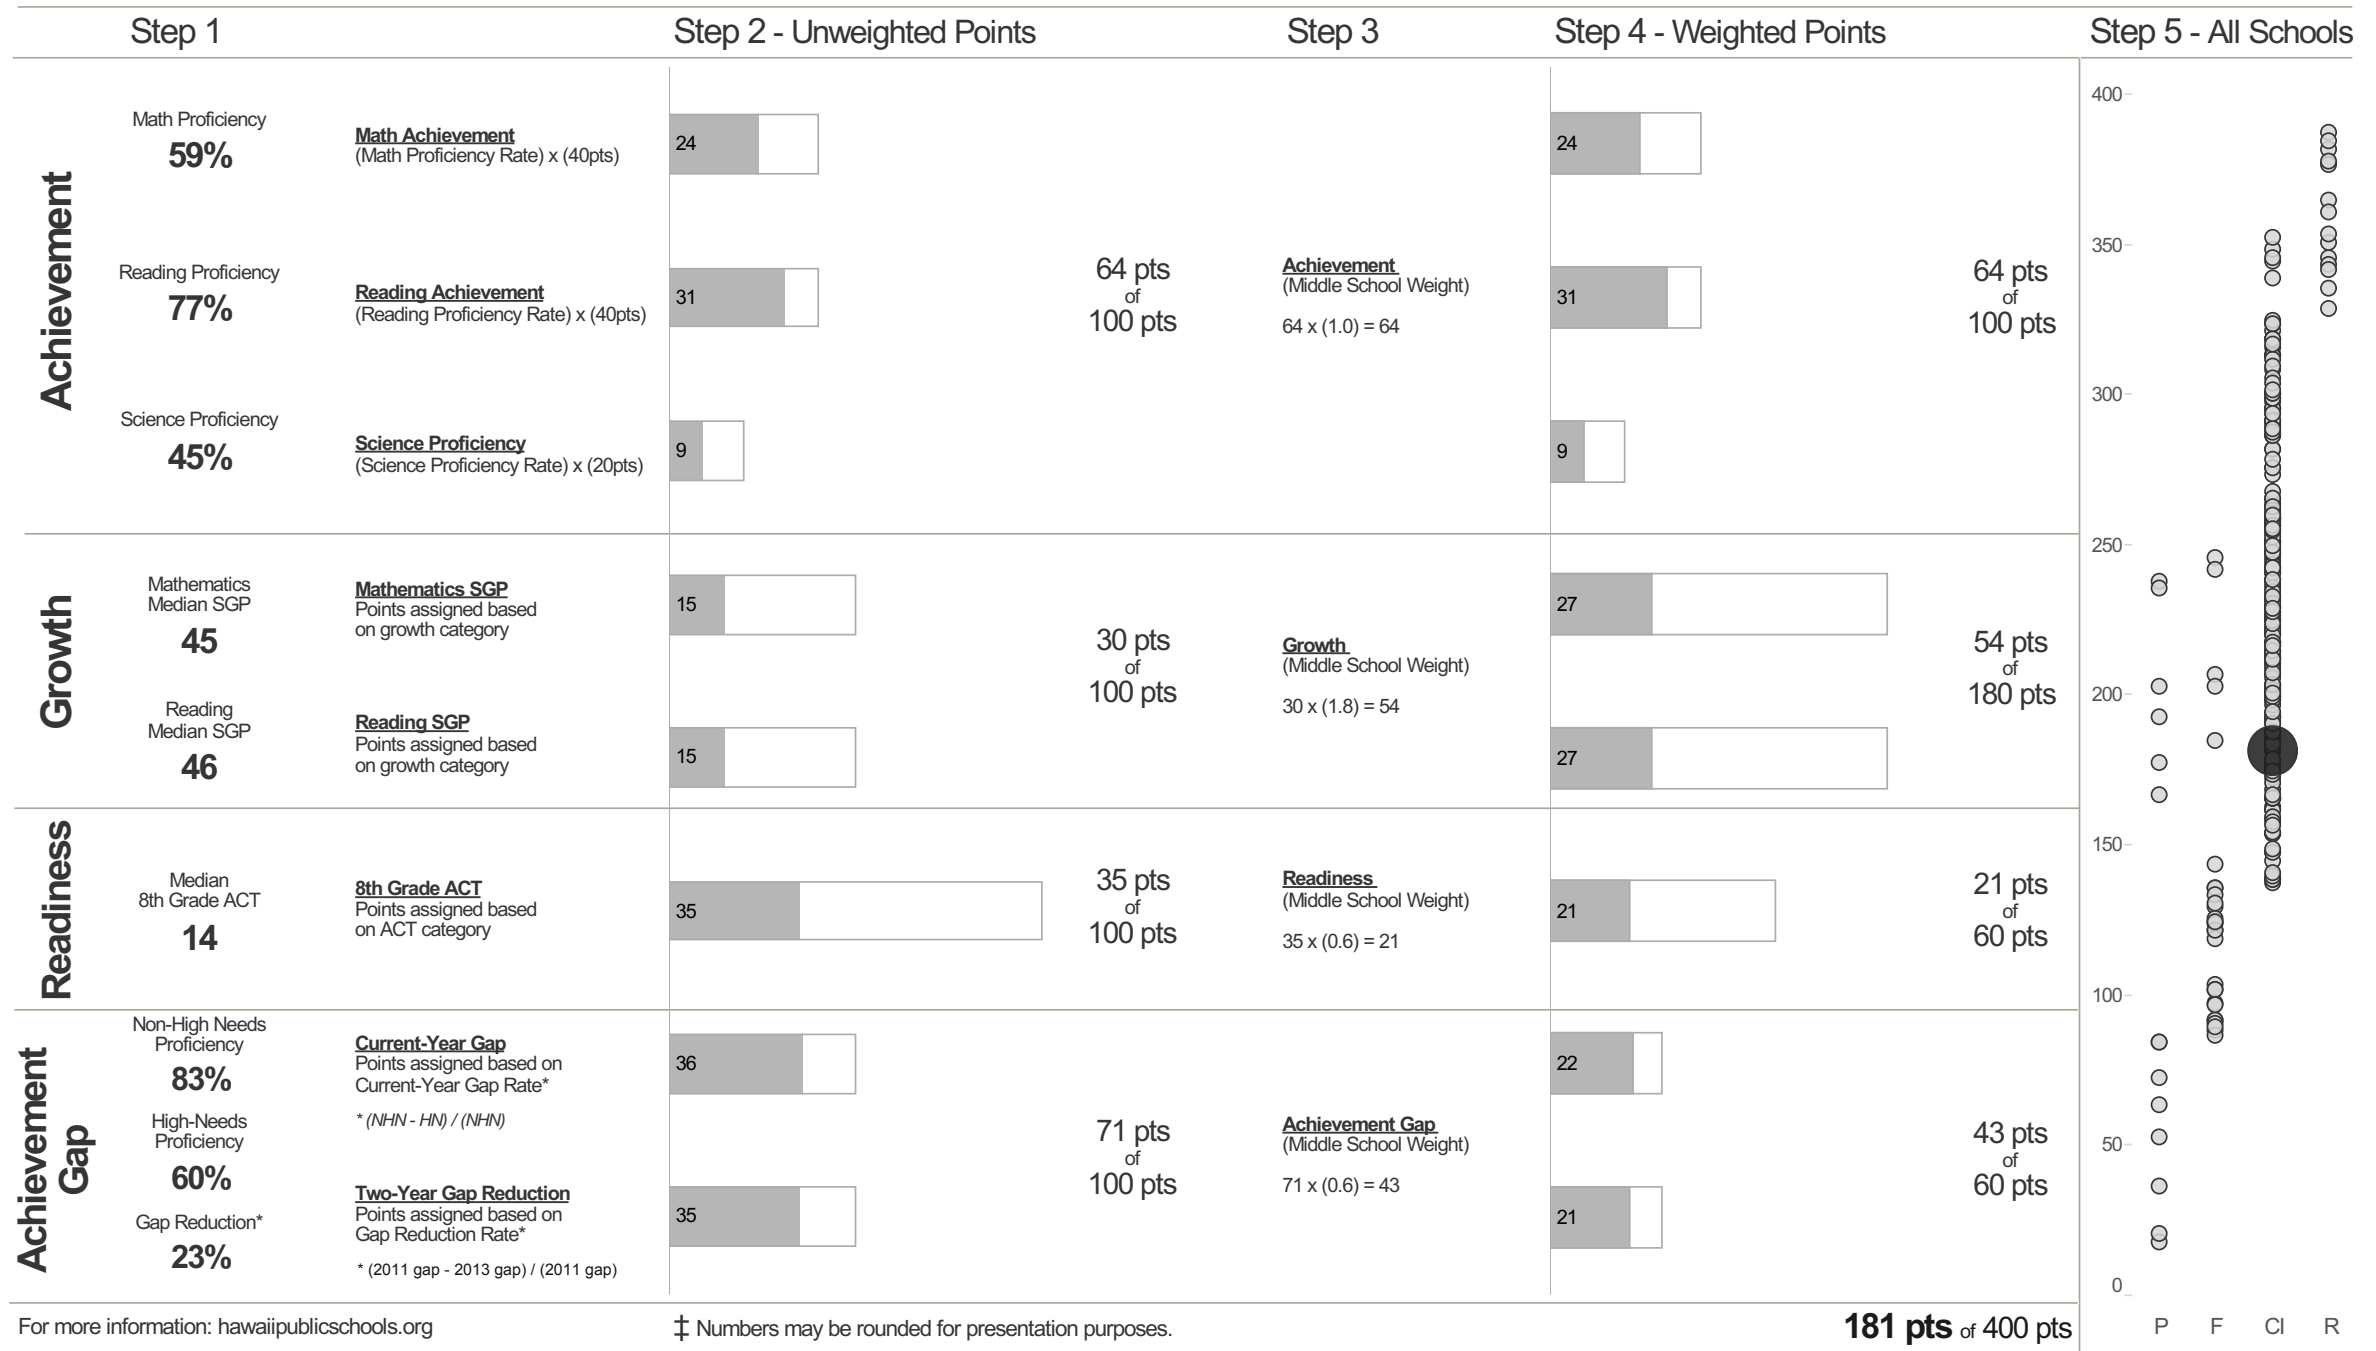 Step 1
Step 2 - Unweighted Points
Step 3
Step 4 - Weighted Points
Step 5 - All Schools
Achievement
Math Proficiency
59%
Math Achievement
(Math Proficiency Rate) x (40pts)
24
24
Reading Proficiency
77%
Reading Achievement
(Reading Proficiency Rate) x (40pts)
31
64 pts
of
100 pts
Achievement
(Middle School Weight)
64 x (1.0) = 64
31
64 pts
of
100 pts
Science Proficiency
45%
Science Proficiency
(Science Proficiency Rate) x (20pts)
9
9
Growth
Mathematics
Median SGP
45
Mathematics SGP
Points assigned based
on growth category
15
30 pts
of
100 pts
Growth
(Middle School Weight)
30 x (1.8) = 54
27
54 pts
of
180 pts
Reading
Median SGP
46
Reading SGP
Points assigned based
on growth category
15
27
Readiness
Median
8th Grade ACT
14
8th Grade ACT
Points assigned based
on ACT category
35
35 pts
of
100 pts
Readiness
(Middle School Weight)
35 x (0.6) = 21
21
21 pts
of
60 pts
Achievement
Gap
Non-High Needs
Proficiency
83%
High-Needs
Proficiency
60%
Gap Reduction*
23%
Current-Year Gap
Points assigned based on
Current-Year Gap Rate*
* (NHN - HN) / (NHN)
36
Two-Year Gap Reduction
Points assigned based on
Gap Reduction Rate*
* (2011 gap - 2013 gap) / (2011 gap)
35
71 pts
of
100 pts
Achievement Gap
(Middle School Weight)
71 x (0.6) = 43
22
21
43 pts
of
60 pts
400
350
300
250
200
150
100
50
0
P F CI R
For more information: hawaiipublicschools.org
‡ Numbers may be rounded for presentation purposes.
181 pts of 400 pts